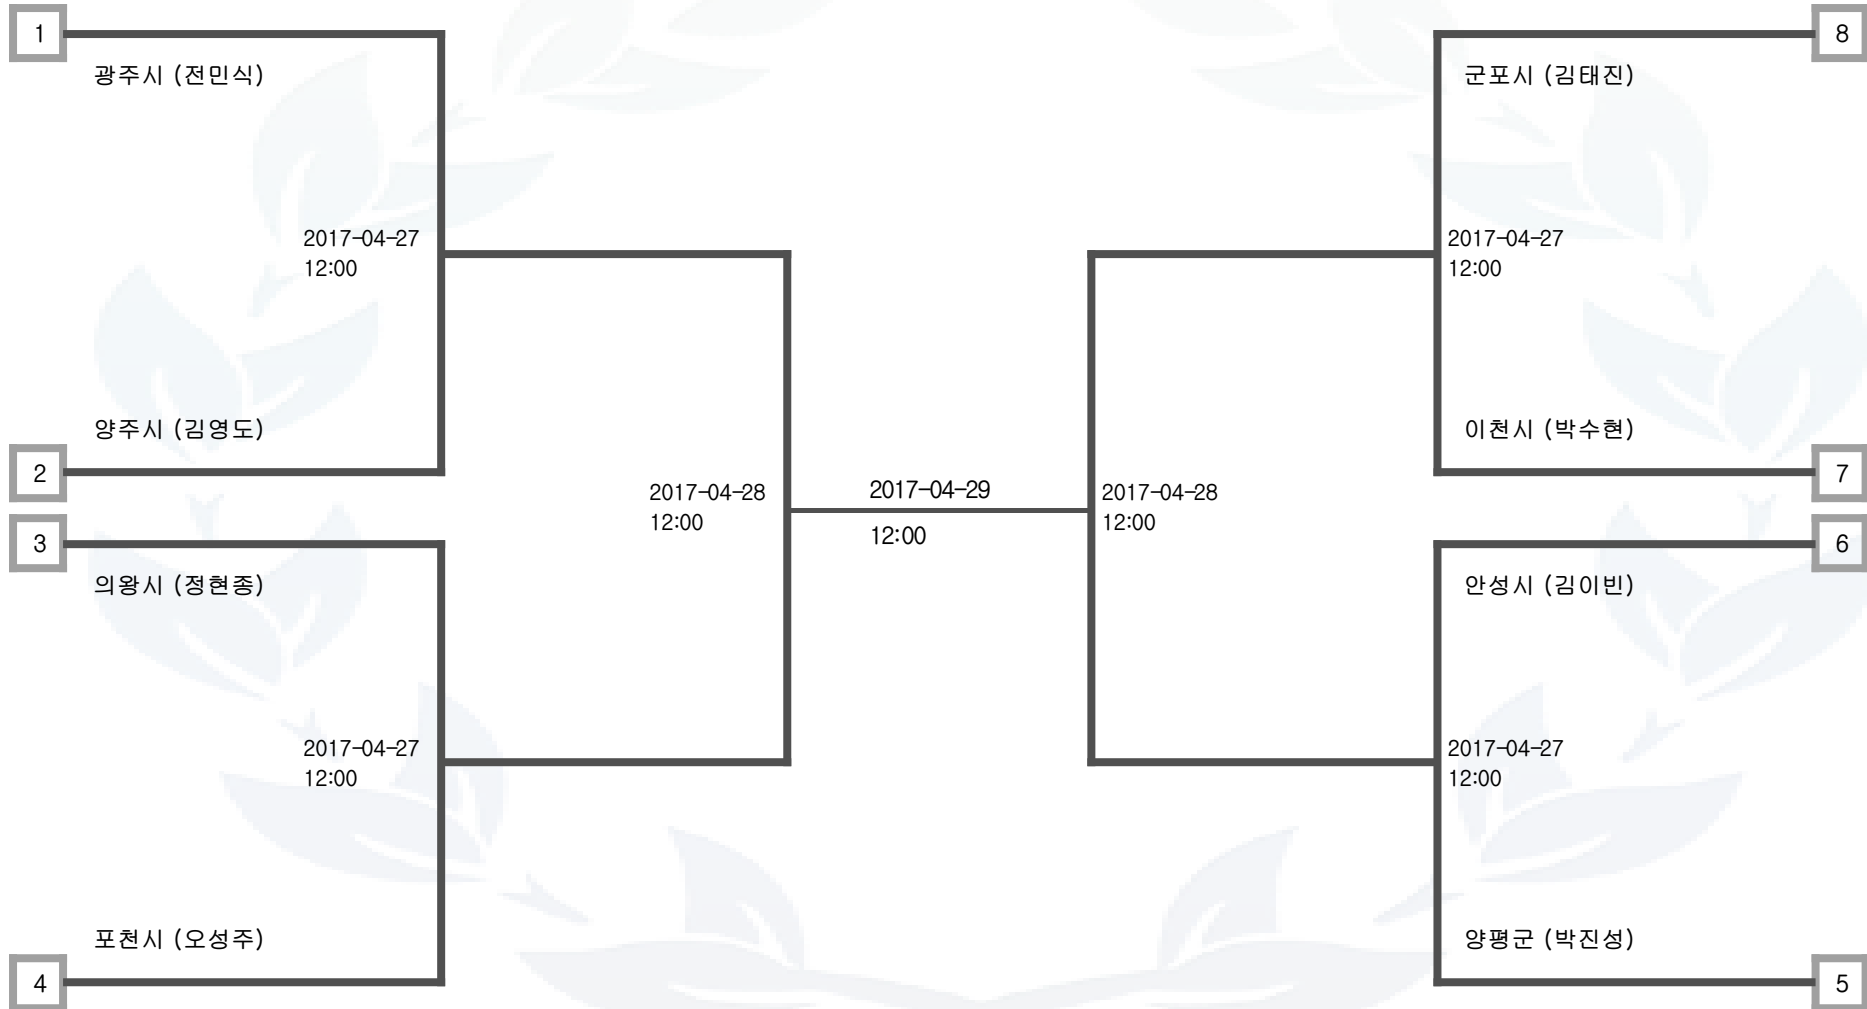 1
광주시 (전민식)
2017-04-27
12:00
양주시 (김영도)
2
3
의왕시 (정현종)
2017-04-27
12:00
포천시 (오성주)
4
2017-04-28
12:00
2017-04-29
12:00
2017-04-28
12:00
8
군포시 (김태진)
2017-04-27
12:00
이천시 (박수현)
7
6
안성시 (김이빈)
2017-04-27
12:00
양평군 (박진성)
5